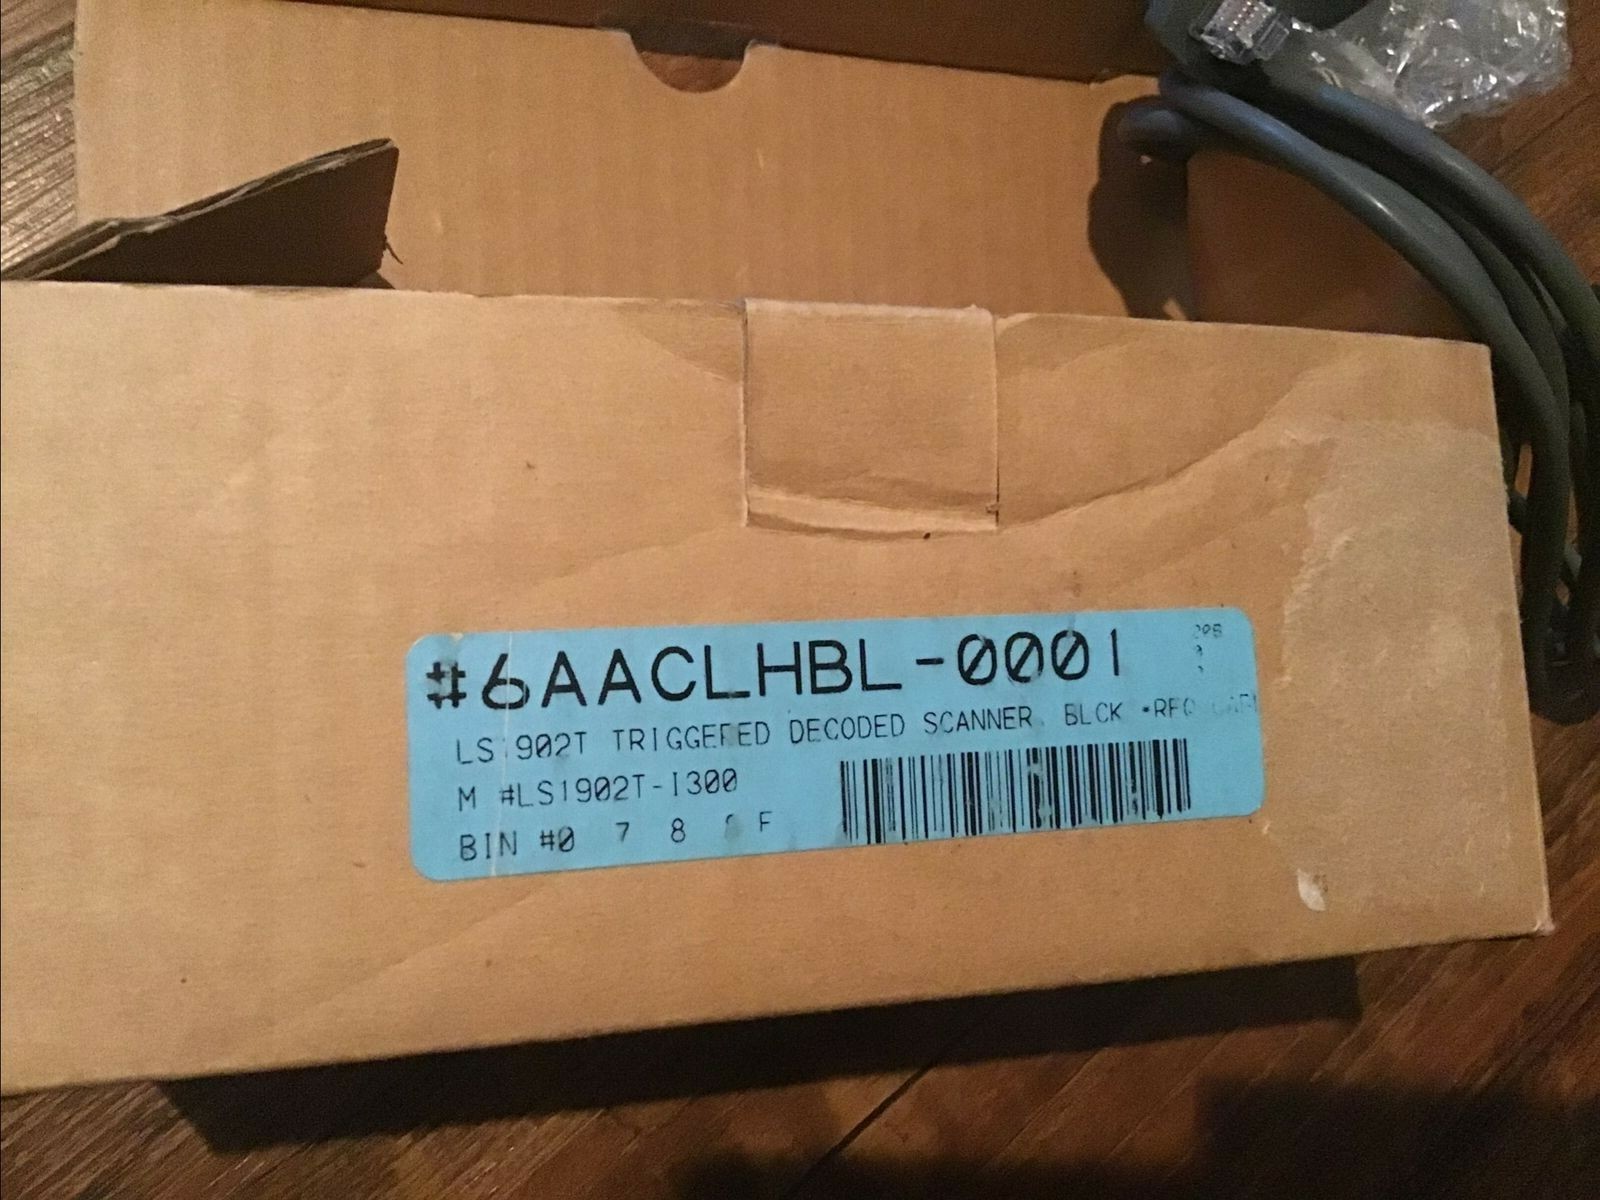 #6AACLHBL-0001
LS1902T TRIGGERED DECODED SCANNER BLCK
M #LS1902T-I300
BIN #0 7 8 F